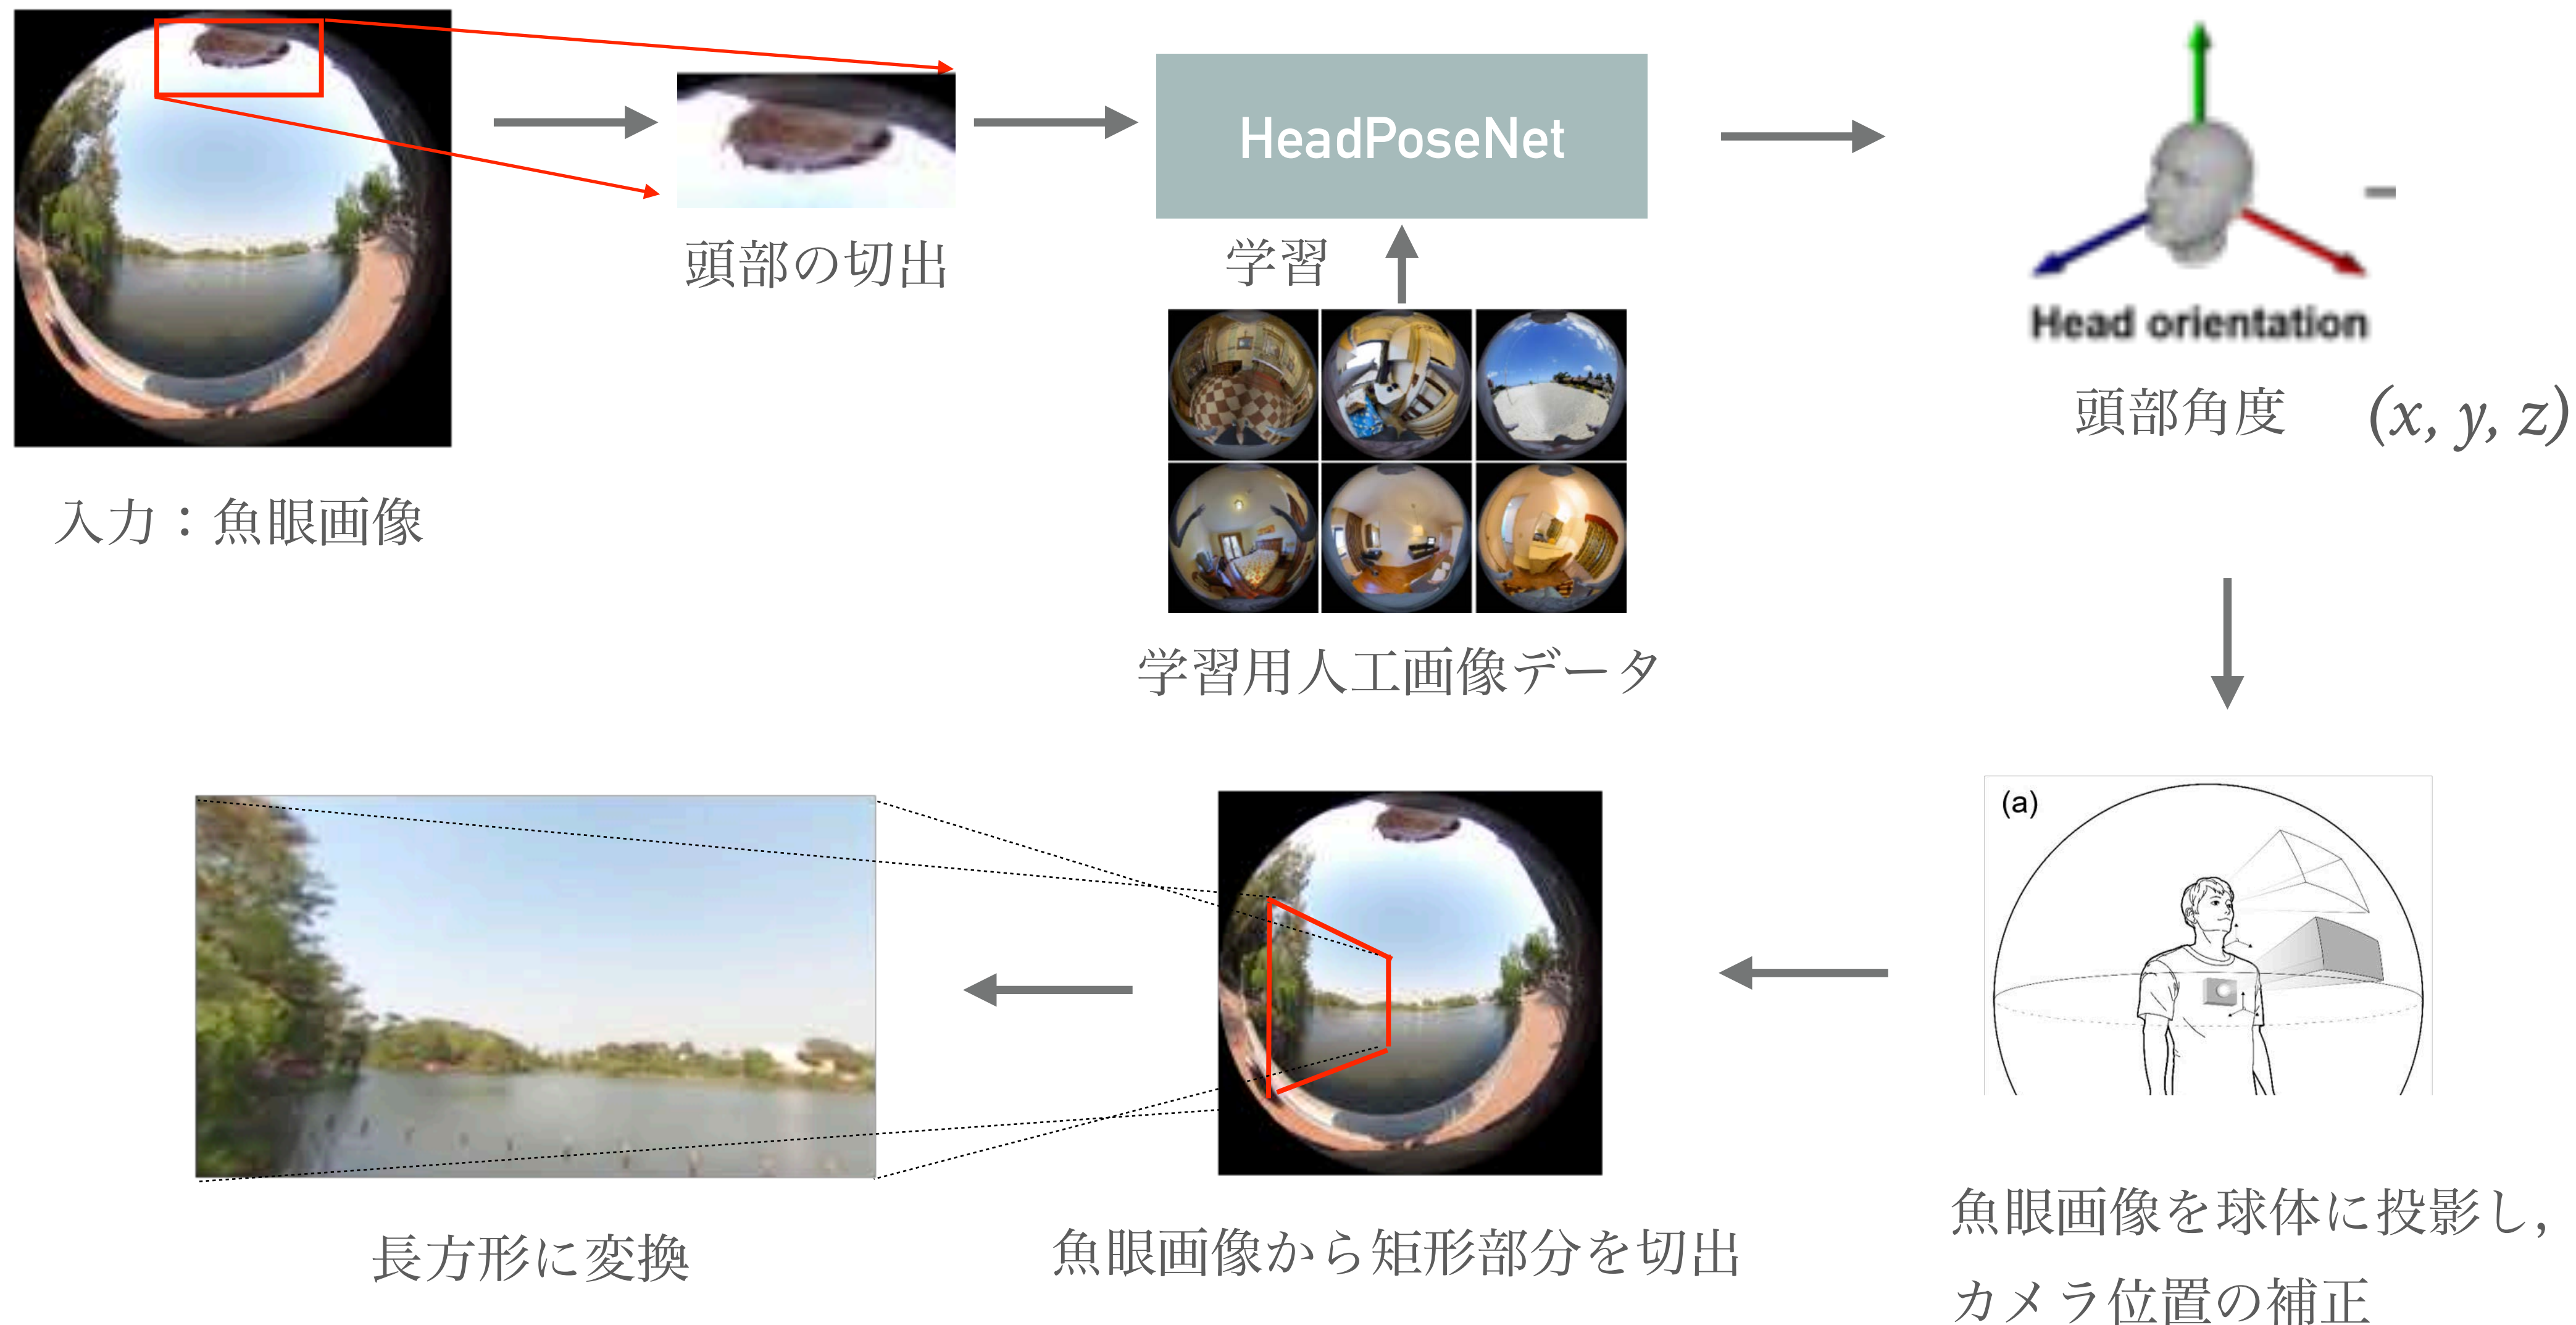 HeadPoseNet
頭部の切出
学習
Head orientation
頭部角度 (x, y, z)
入力：魚眼画像
学習用人工画像データ
(a)
長方形に変換
魚眼画像から矩形部分を切出
魚眼画像を球体に投影し,
カメラ位置の補正